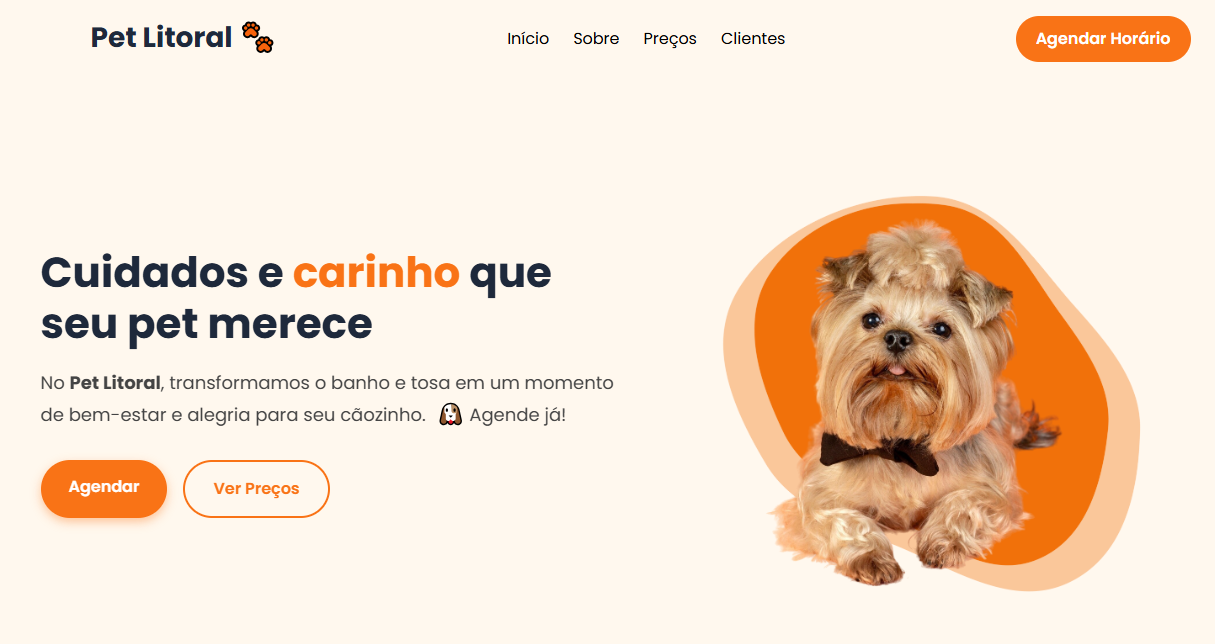 Pet Litoral
Início Sobre Preços Clientes
Agendar Horário
Cuidados e carinho que
seu pet merece
No Pet Litoral, transformamos o banho e tosa em um momento
de bem-estar e alegria para seu cãozinho. Agende já!
Agendar
Ver Preços